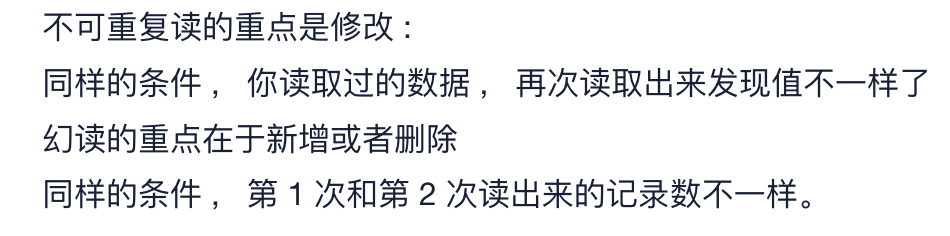 不可重复读的重点是修改：
同样的条件， 你读取过的数据， 再次读取出来发现值不一样了
幻读的重点在于新增或者删除
同样的条件， 第 1 次和第 2 次读出来的记录数不一样。